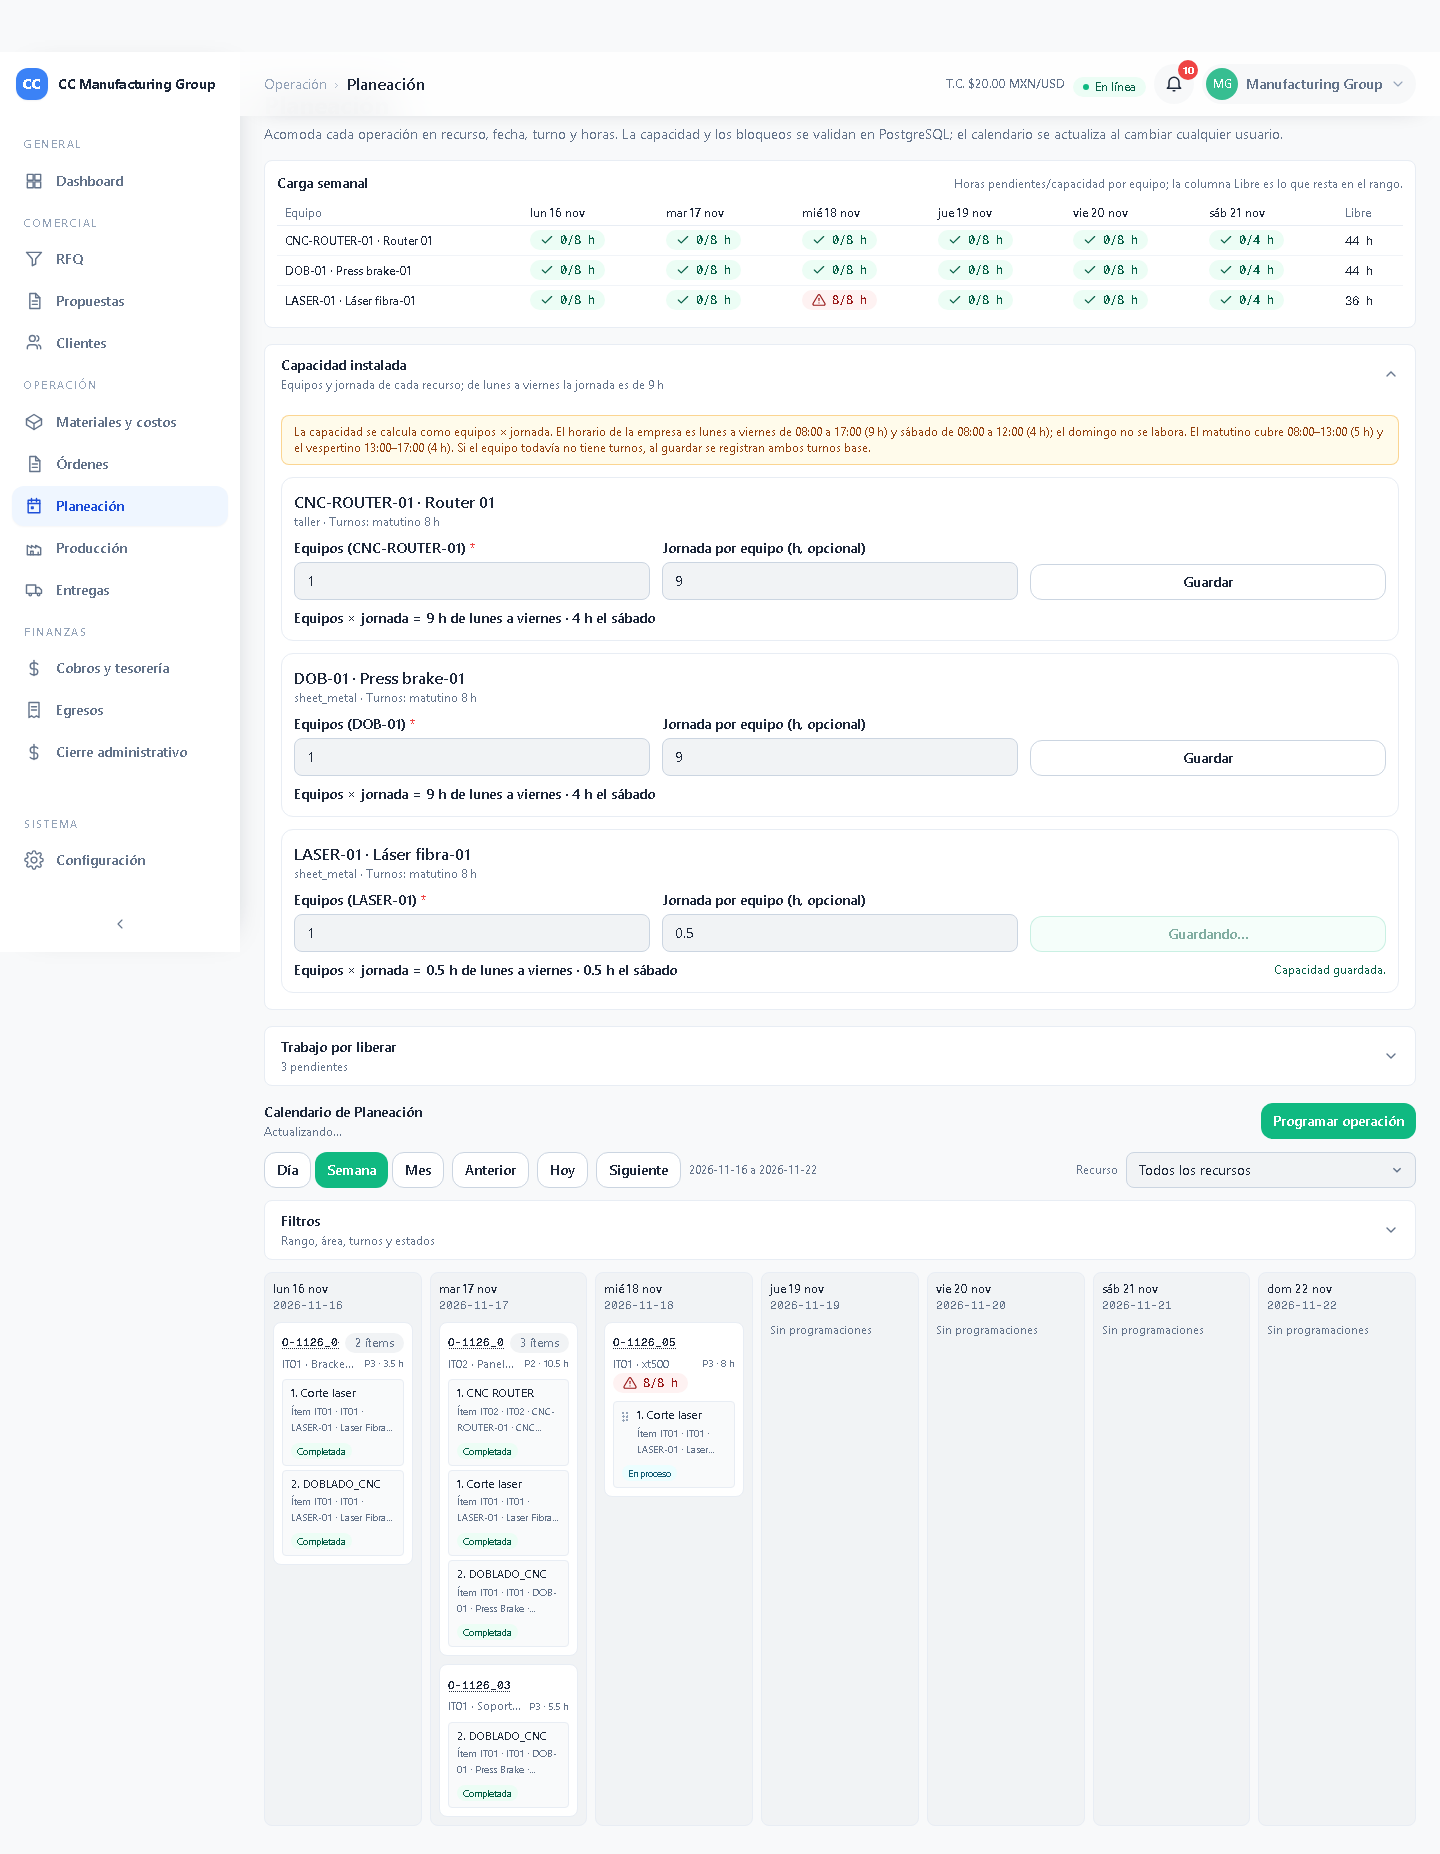 CC
CC Manufacturing Group
Operación › Planeación
T.C. $20.00 MXN/USD
En línea
10
MG
Manufacturing Group
GENERAL
Dashboard
COMERCIAL
RFQ
Propuestas
Clientes
OPERACIÓN
Materiales y costos
Órdenes
Planeación
Producción
Entregas
FINANZAS
Cobros y tesorería
Egresos
Cierre administrativo
SISTEMA
Configuración
Acomoda cada operación en recurso, fecha, turno y horas. La capacidad y los bloqueos se validan en PostgreSQL; el calendario se actualiza al cambiar cualquier usuario.
Carga semanal
Horas pendientes/capacidad por equipo; la columna Libre es lo que resta en el rango.
Equipo lun 16 nov mar 17 nov mié 18 nov jue 19 nov vie 20 nov sáb 21 nov Libre
CNC-ROUTER-01 · Router 01 0/8 h 0/8 h 0/8 h 0/8 h 0/8 h 0/4 h 44 h
DOB-01 · Press brake-01 0/8 h 0/8 h 0/8 h 0/8 h 0/8 h 0/4 h 44 h
LASER-01 · Láser fibra-01 0/8 h 0/8 h 8/8 h 0/8 h 0/8 h 0/4 h 36 h
Capacidad instalada
Equipos y jornada de cada recurso; de lunes a viernes la jornada es de 9 h
La capacidad se calcula como equipos × jornada. El horario de la empresa es lunes a viernes de 08:00 a 17:00 (9 h) y sábado de 08:00 a 12:00 (4 h); el domingo no se labora. El matutino cubre 08:00–13:00 (5 h) y
el vespertino 13:00–17:00 (4 h). Si el equipo todavía no tiene turnos, al guardar se registran ambos turnos base.
CNC-ROUTER-01 · Router 01
taller · Turnos: matutino 8 h
Equipos (CNC-ROUTER-01) * Jornada por equipo (h, opcional)
1 9 Guardar
Equipos × jornada = 9 h de lunes a viernes · 4 h el sábado
DOB-01 · Press brake-01
sheet_metal · Turnos: matutino 8 h
Equipos (DOB-01) * Jornada por equipo (h, opcional)
1 9 Guardar
Equipos × jornada = 9 h de lunes a viernes · 4 h el sábado
LASER-01 · Láser fibra-01
sheet_metal · Turnos: matutino 8 h
Equipos (LASER-01) * Jornada por equipo (h, opcional)
1 0.5 Guardando...
Equipos × jornada = 0.5 h de lunes a viernes · 0.5 h el sábado
Capacidad guardada.
Trabajo por liberar
3 pendientes
Calendario de Planeación
Actualizando...
Programar operación
Día Semana Mes Anterior Hoy Siguiente 2026-11-16 a 2026-11-22 Recurso Todos los recursos
Filtros
Rango, área, turnos y estados
lun 16 nov
2026-11-16
O-1126_0 2 ítems
IT01 · Bracke... P3 · 3.5 h
1. Corte laser
Ítem IT01 · IT01 ·
LASER-01 · Laser Fibra...
Completada
2. DOBLADO_CNC
Ítem IT01 · IT01 ·
LASER-01 · Laser Fibra...
Completada
mar 17 nov
2026-11-17
O-1126_0 3 ítems
IT02 · Panel... P2 · 10.5 h
1. CNC ROUTER
Ítem IT02 · IT02 · CNC-
ROUTER-01 · CNC...
Completada
1. Corte laser
Ítem IT01 · IT01 ·
LASER-01 · Laser Fibra...
Completada
2. DOBLADO_CNC
Ítem IT01 · IT01 · DOB-
01 · Press Brake ·...
Completada
O-1126_03
IT01 · Soport... P3 · 5.5 h
2. DOBLADO_CNC
Ítem IT01 · IT01 · DOB-
01 · Press Brake ·...
Completada
mié 18 nov
2026-11-18
O-1126_05
IT01 · xt500 P3 · 8 h
8/8 h
1. Corte laser
Ítem IT01 · IT01 ·
LASER-01 · Laser...
En proceso
jue 19 nov
2026-11-19
Sin programaciones
vie 20 nov
2026-11-20
Sin programaciones
sáb 21 nov
2026-11-21
Sin programaciones
dom 22 nov
2026-11-22
Sin programaciones